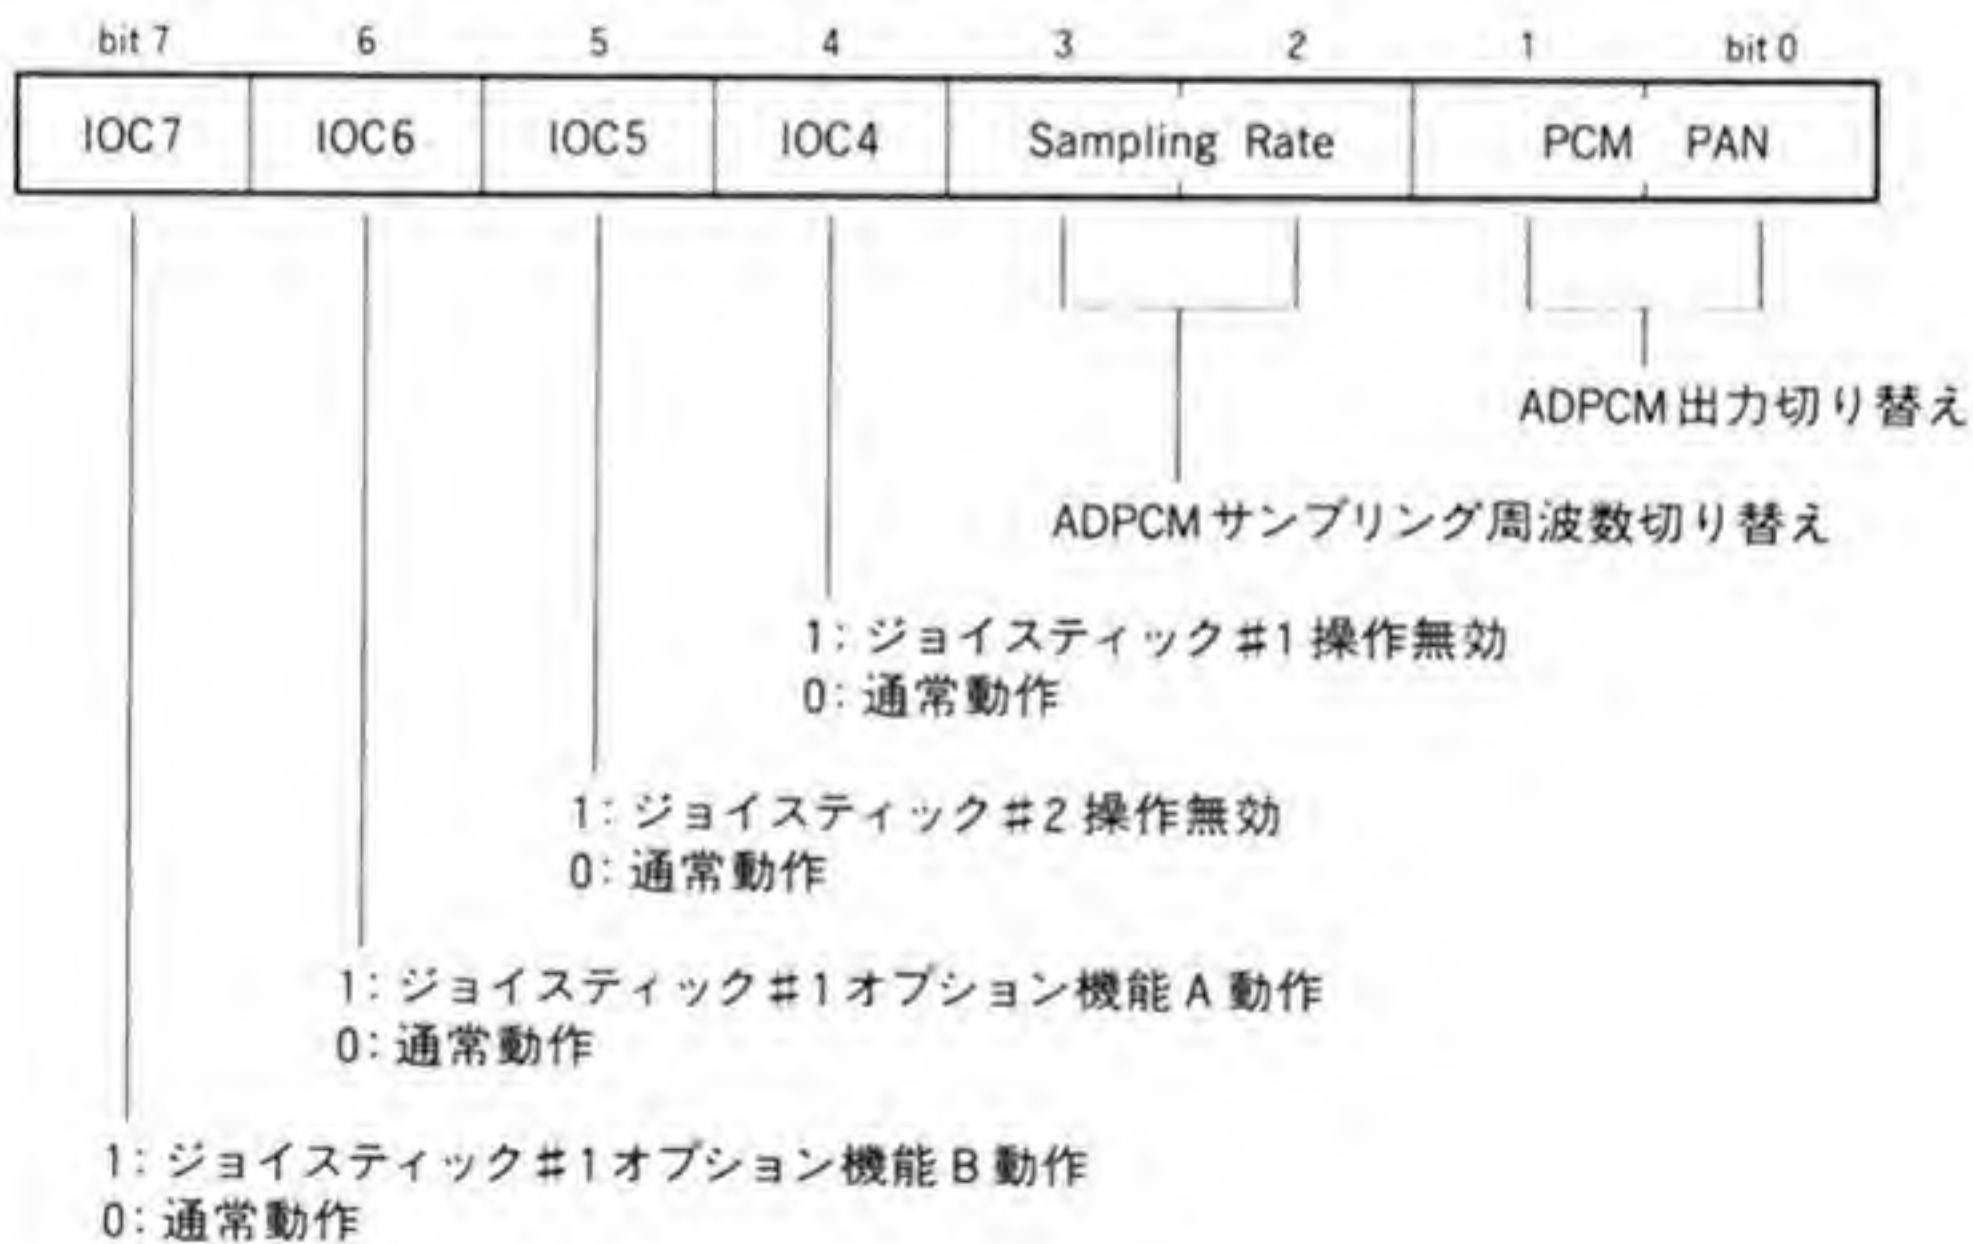 bit 7 6 5 4 3 2 1 bit 0
IOC7 IOC6 IOC5 IOC4 Sampling Rate PCM PAN
ADPCM出力切り替え
ADPCMサンプリング周波数切り替え
1: ジョイスティック#1操作無効
0: 通常動作
1: ジョイスティック#2操作無効
0: 通常動作
1: ジョイスティック#1オプション機能A動作
0: 通常動作
1: ジョイスティック#1オプション機能B動作
0: 通常動作